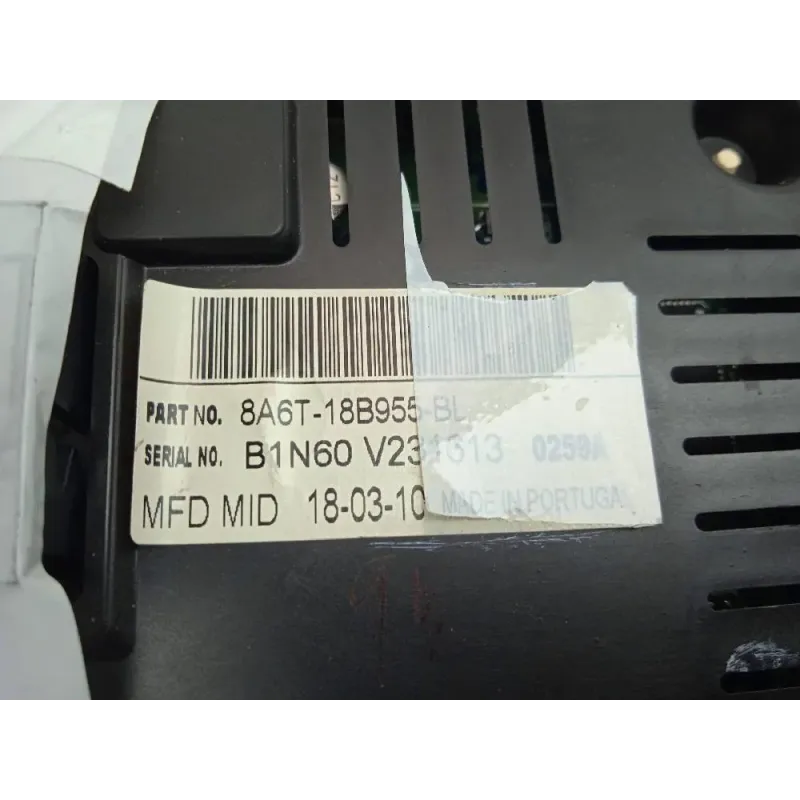 PART NO. 8A6T-18B955-BL
SERIAL NO. B1N60 V231313 0259A
MFD MID 18-03-10 MADE IN PORTUGAL